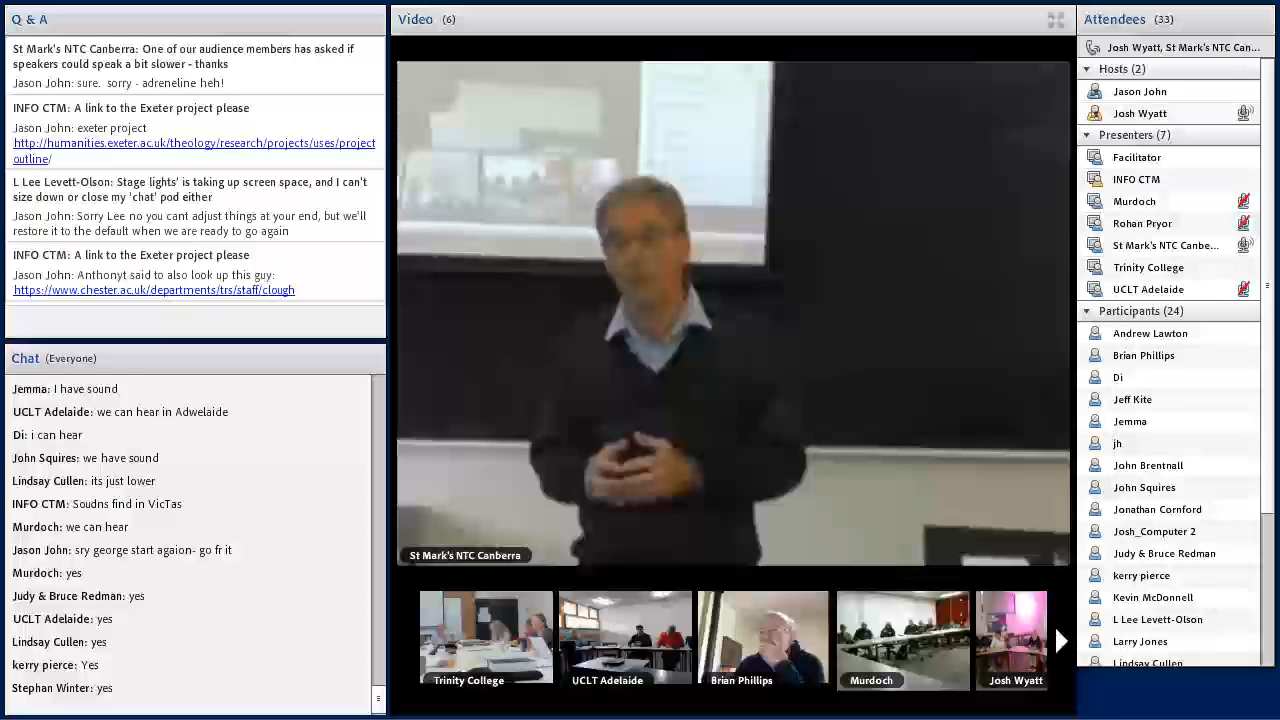 Q & A
St Mark's NTC Canberra: One of our audience members has asked if
speakers could speak a bit slower - thanks
Jason John: sure. sorry - adreneline heh!
INFO CTM: A link to the Exeter project please
Jason John: exeter project
http://humanities.exeter.ac.uk/theology/research/projects/uses/project
outline/
L Lee Levett-Olson: Stage lights' is taking up screen space, and I can't
size down or close my 'chat' pod either
Jason John: Sorry Lee no you cant adjust things at your end, but we'll
restore it to the default when we are ready to go again
INFO CTM: A link to the Exeter project please
Jason John: Anthonyt said to also look up this guy:
https://www.chester.ac.uk/departments/trs/staff/clough
Chat (Everyone)
Jemma: I have sound
UCLT Adelaide: we can hear in Adwelaide
Di: i can hear
John Squires: we have sound
Lindsay Cullen: its just lower
INFO CTM: Soudns find in VicTas
Murdoch: we can hear
Jason John: sry george start agaion- go fr it
Murdoch: yes
Judy & Bruce Redman: yes
UCLT Adelaide: yes
Lindsay Cullen: yes
kerry pierce: Yes
Stephan Winter: yes
Video (6)
St Mark's NTC Canberra
Trinity College
UCLT Adelaide
Brian Phillips
Murdoch
Josh Wyatt
Attendees (33)
Josh Wyatt, St Mark's NTC Can...
Hosts (2)
Jason John
Josh Wyatt
Presenters (7)
Facilitator
INFO CTM
Murdoch
Rohan Pryor
St Mark's NTC Canbe...
Trinity College
UCLT Adelaide
Participants (24)
Andrew Lawton
Brian Phillips
Di
Jeff Kite
Jemma
jh
John Brentnall
John Squires
Jonathan Cornford
Josh_Computer 2
Judy & Bruce Redman
kerry pierce
Kevin McDonnell
L Lee Levett-Olson
Larry Jones
Lindsay Cullen